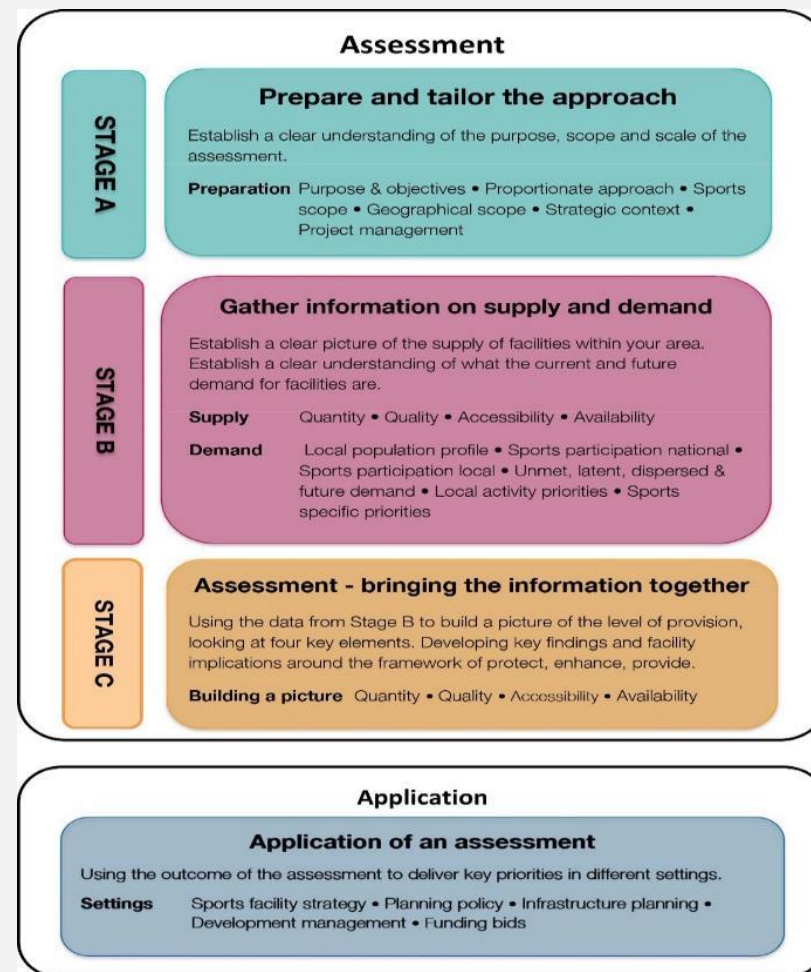 Assessment
STAGE A
Prepare and tailor the approach
Establish a clear understanding of the purpose, scope and scale of the
assessment.
Preparation Purpose & objectives • Proportionate approach • Sports
scope • Geographical scope • Strategic context •
Project management
STAGE B
Gather information on supply and demand
Establish a clear picture of the supply of facilities within your area.
Establish a clear understanding of what the current and future
demand for facilities are.
Supply Quantity • Quality • Accessibility • Availability
Demand Local population profile • Sports participation national •
Sports participation local • Unmet, latent, dispersed &
future demand • Local activity priorities • Sports
specific priorities
STAGE C
Assessment - bringing the information together
Using the data from Stage B to build a picture of the level of provision,
looking at four key elements. Developing key findings and facility
implications around the framework of protect, enhance, provide.
Building a picture Quantity • Quality • Accessibility • Availability
Application
Application of an assessment
Using the outcome of the assessment to deliver key priorities in different settings.
Settings Sports facility strategy • Planning policy • Infrastructure planning •
Development management • Funding bids